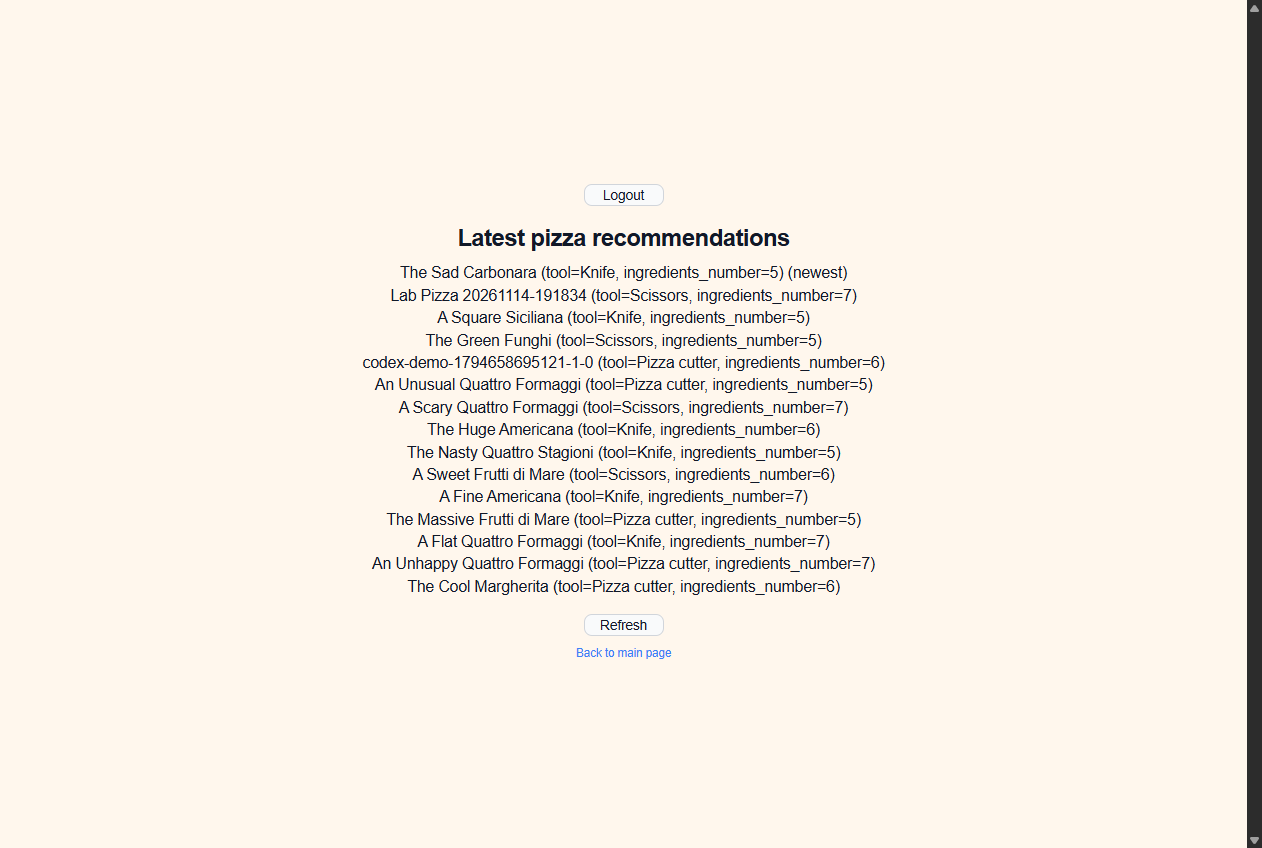 Logout
Latest pizza recommendations
The Sad Carbonara (tool=Knife, ingredients_number=5) (newest)
Lab Pizza 20261114-191834 (tool=Scissors, ingredients_number=7)
A Square Siciliana (tool=Knife, ingredients_number=5)
The Green Funghi (tool=Scissors, ingredients_number=5)
codex-demo-1794658695121-1-0 (tool=Pizza cutter, ingredients_number=6)
An Unusual Quattro Formaggi (tool=Pizza cutter, ingredients_number=5)
A Scary Quattro Formaggi (tool=Scissors, ingredients_number=7)
The Huge Americana (tool=Knife, ingredients_number=6)
The Nasty Quattro Stagioni (tool=Knife, ingredients_number=5)
A Sweet Frutti di Mare (tool=Scissors, ingredients_number=6)
A Fine Americana (tool=Knife, ingredients_number=7)
The Massive Frutti di Mare (tool=Pizza cutter, ingredients_number=5)
A Flat Quattro Formaggi (tool=Knife, ingredients_number=7)
An Unhappy Quattro Formaggi (tool=Pizza cutter, ingredients_number=7)
The Cool Margherita (tool=Pizza cutter, ingredients_number=6)
Refresh
Back to main page